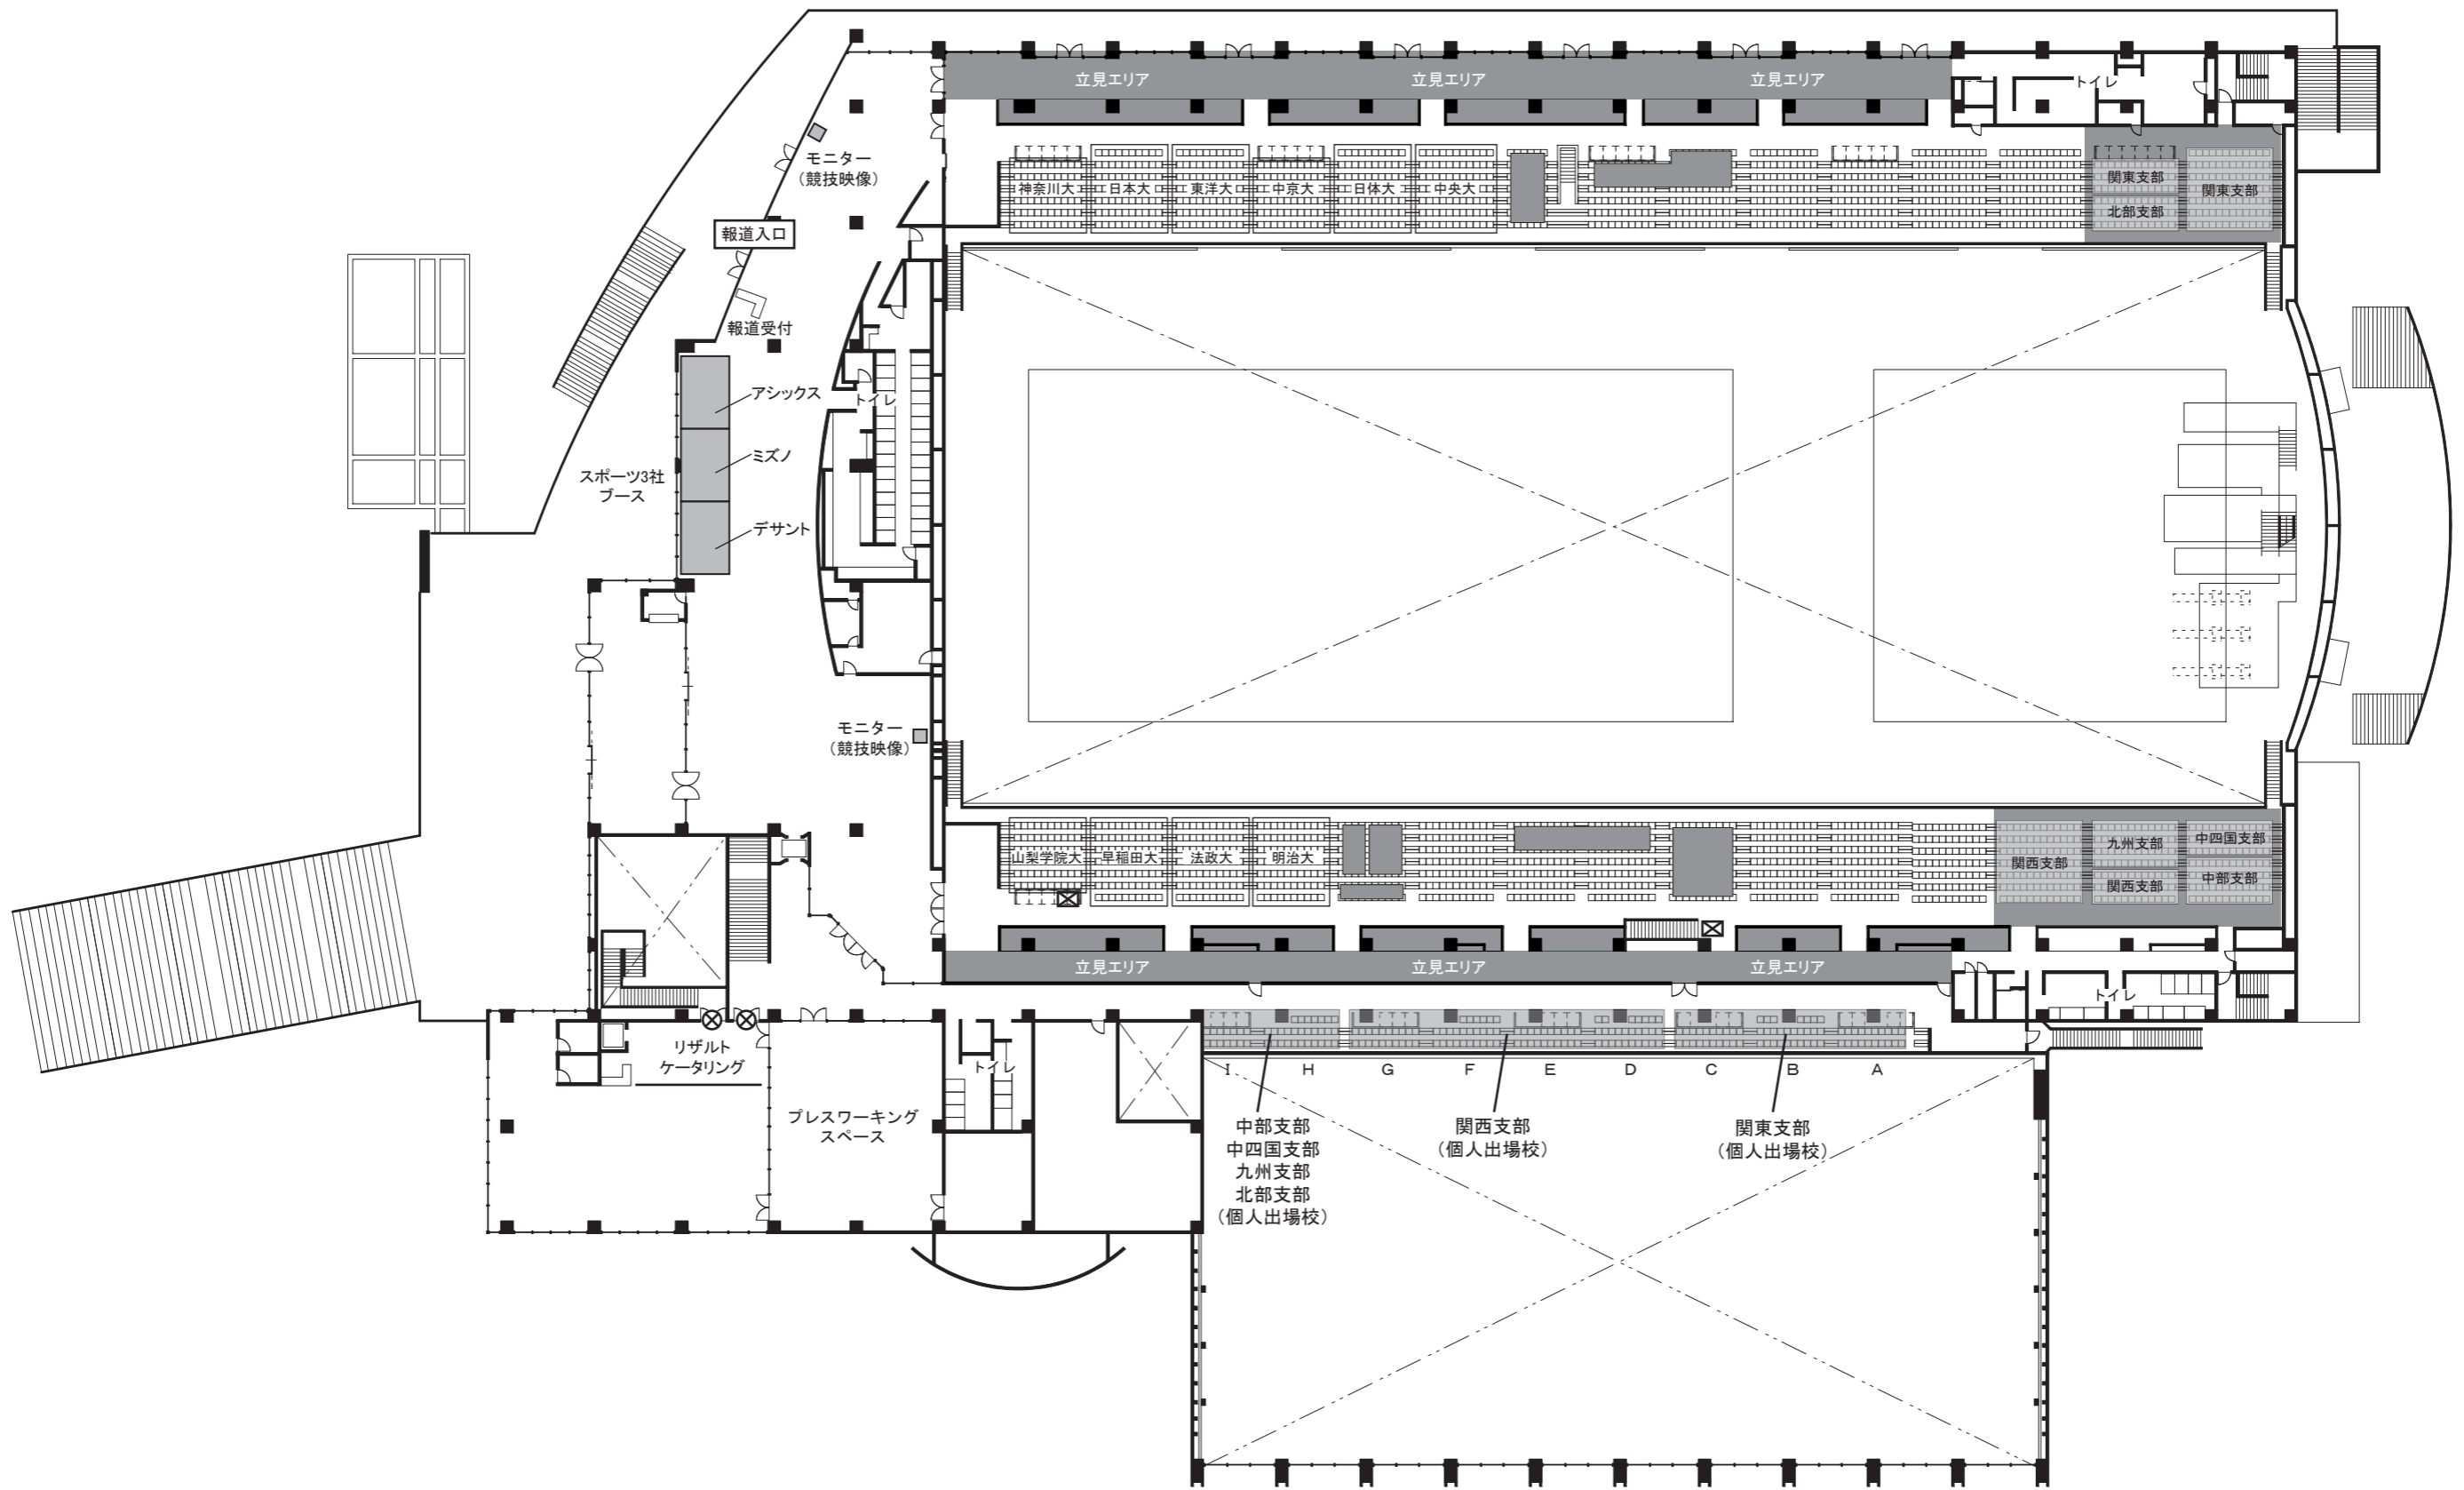 立見エリア
立見エリア
立見エリア
トイレ
モニター
（競技映像）
神奈川大
日本大
東洋大
中京大
日体大
中央大
関東支部
関東支部
北部支部
報道入口
報道受付
アシックス
トイレ
ミズノ
スポーツ3社
ブース
デサント
モニター
（競技映像）
山梨学院大
早稲田大
法政大
明治大
関西支部
九州支部
中四国支部
関西支部
中部支部
立見エリア
立見エリア
立見エリア
トイレ
リザルト
ケータリング
トイレ
プレスワーキング
スペース
I
H
G
F
E
D
C
B
A
中部支部
中四国支部
九州支部
北部支部
（個人出場校）
関西支部
（個人出場校）
関東支部
（個人出場校）